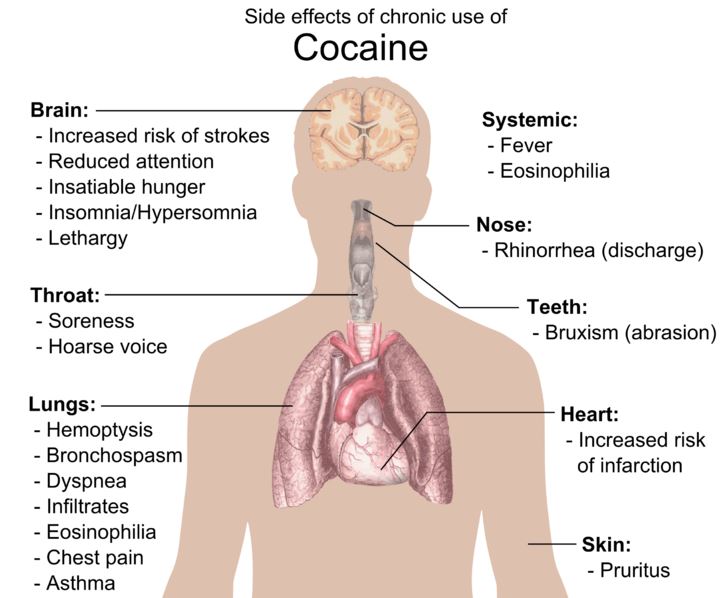 Side effects of chronic use of
Cocaine
Brain:
- Increased risk of strokes
- Reduced attention
- Insatiable hunger
- Insomnia/Hypersomnia
- Lethargy
Throat:
- Soreness
- Hoarse voice
Lungs:
- Hemoptysis
- Bronchospasm
- Dyspnea
- Infiltrates
- Eosinophilia
- Chest pain
- Asthma
Systemic:
- Fever
- Eosinophilia
Nose:
- Rhinorrhea (discharge)
Teeth:
- Bruxism (abrasion)
Heart:
- Increased risk
of infarction
Skin:
- Pruritus